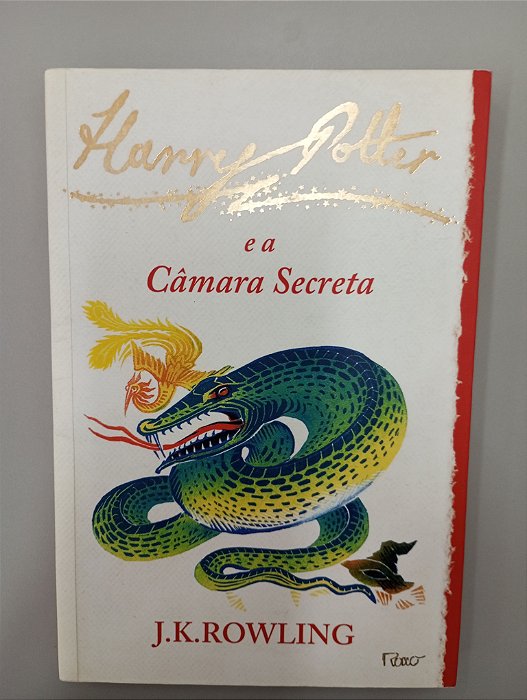 Harry Potter
e a
Câmara Secreta
J.K.ROWLING
Rocco